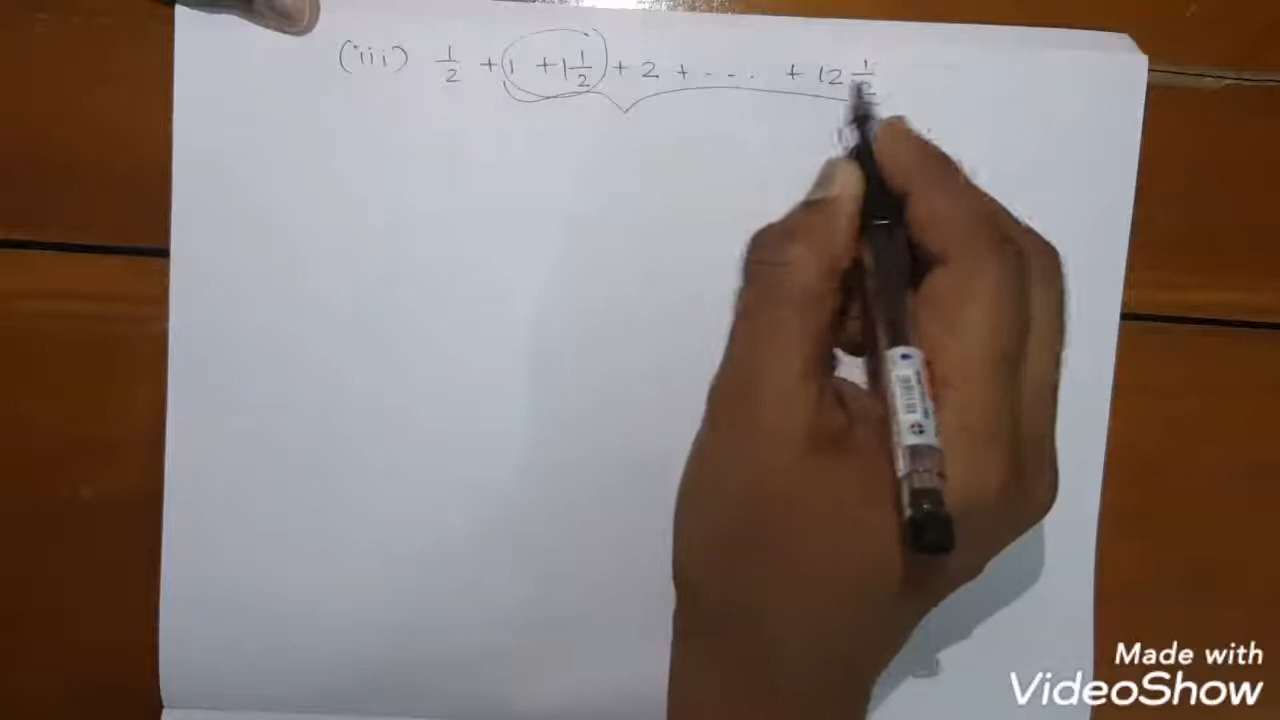 (iii) 1/2 + 1 + 1 1/2 + 2 + - - - + 12 1/2
Made with
VideoShow